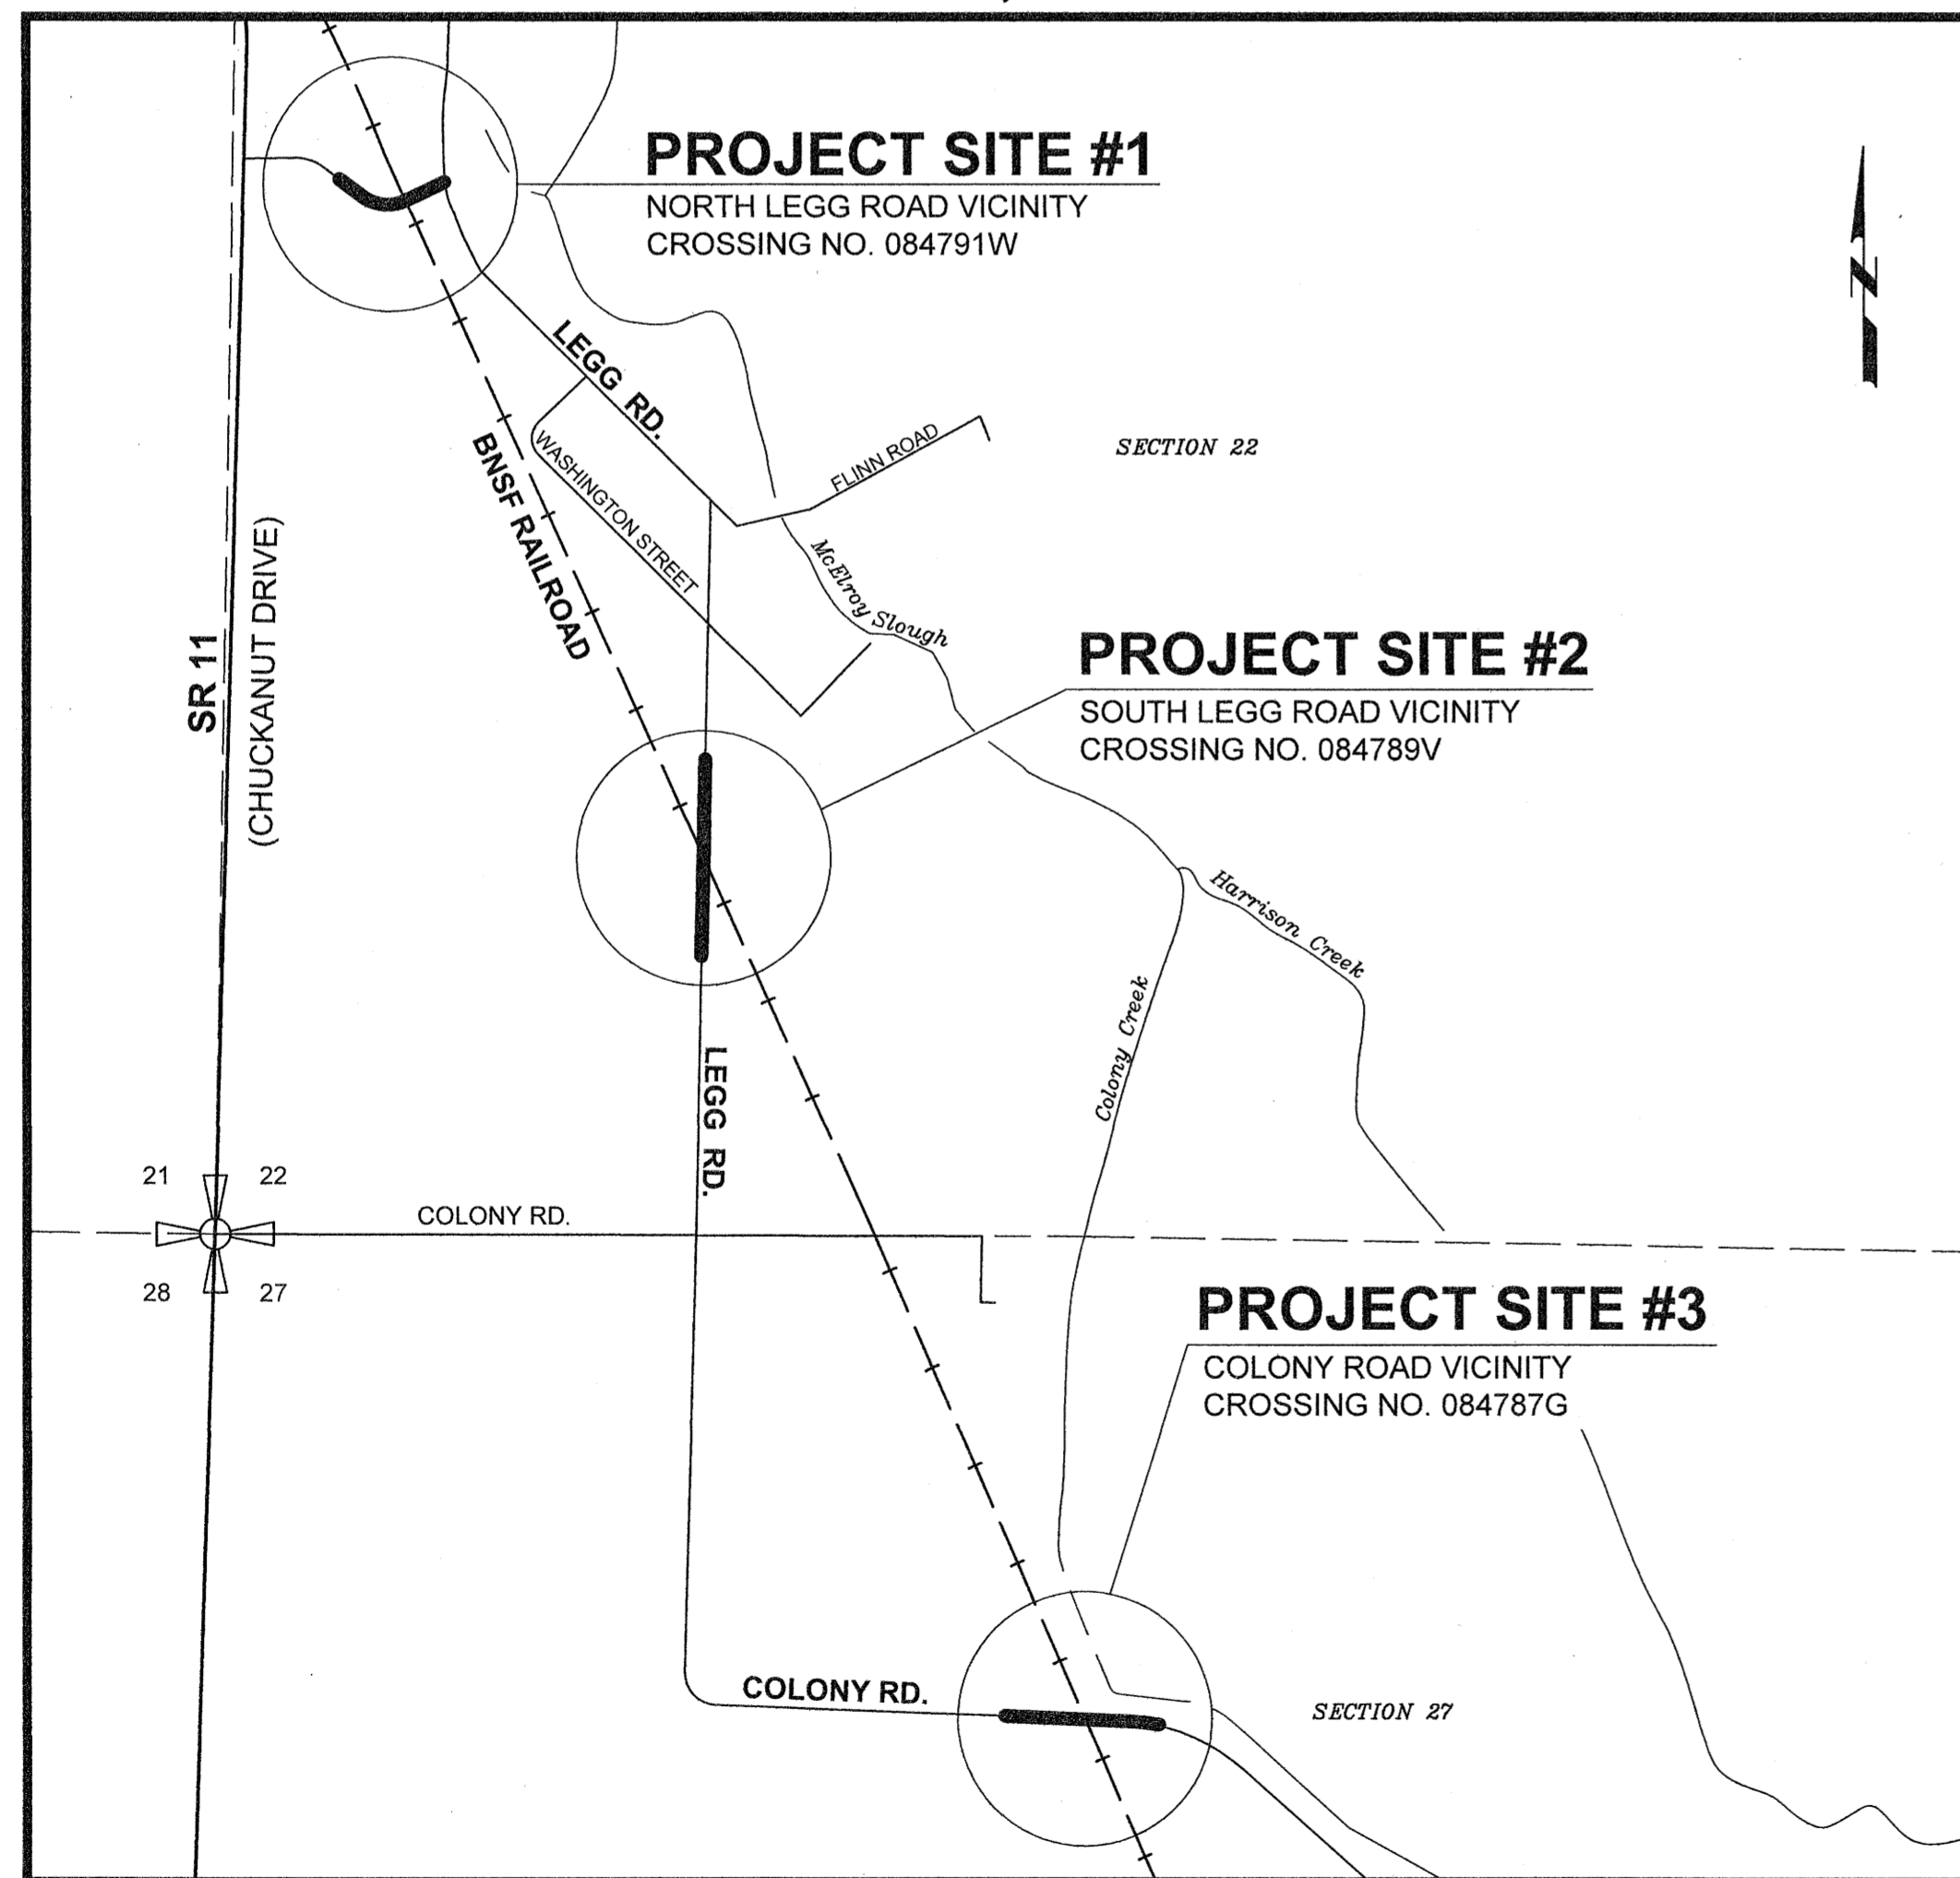 PROJECT SITE #1
NORTH LEGG ROAD VICINITY
CROSSING NO. 084791W
N
LEGG RD.
BNSF RAILROAD
WASHINGTON STREET
FLINN ROAD
SECTION 22
McElroy Slough
SR 11
(CHUCKANUT DRIVE)
PROJECT SITE #2
SOUTH LEGG ROAD VICINITY
CROSSING NO. 084789V
Harrison Creek
Colony Creek
LEGG RD.
21
22
COLONY RD.
28
27
PROJECT SITE #3
COLONY ROAD VICINITY
CROSSING NO. 084787G
COLONY RD.
SECTION 27